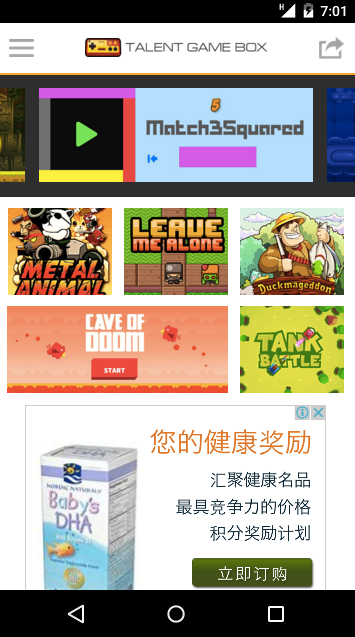 H 7:01
TALENT GAME BOX
5
Match3Squared
METAL ANIMAL
LEAVE
ME ALONE
Duckmageddon
CAVE OF
DOOM
START
TANK
BATTLE
您的健康奖励
汇聚健康名品
最具竞争力的价格
积分奖励计划
立即订购
NORDIC NATURALS
Baby's
DHA